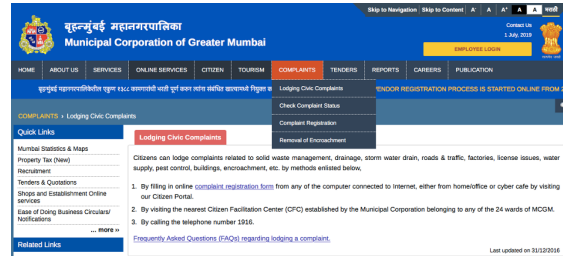 Skip to Navigation Skip to Content A- A A+ A A मराठी
बृहन्मुंबई महानगरपालिका
Municipal Corporation of Greater Mumbai
Contact Us
1 July, 2019
EMPLOYEE LOGIN
HOME ABOUT US SERVICES ONLINE SERVICES CITIZEN TOURISM COMPLAINTS TENDERS REPORTS CAREERS PUBLICATION
VENDOR REGISTRATION PROCESS IS STARTED ONLINE FROM
Lodging Civic Complaints
Check Complaint Status
Complaint Registration
Removal of Encroachment
COMPLAINTS › Lodging Civic Complaints
Quick Links
Mumbai Statistics & Maps
Property Tax (New)
Recruitment
Tenders & Quotations
Shops and Establishment Online
services
Ease of Doing Business Circulars/
Notifications
... more »
Related Links
Lodging Civic Complaints
Citizens can lodge complaints related to solid waste management, drainage, storm water drain, roads & traffic, factories, license issues, water
supply, pest control, buildings, encroachment, etc. by methods enlisted below,
1. By filling in online complaint registration form from any of the computer connected to Internet, either from home/office or cyber cafe by visiting
our Citizen Portal.
2. By visiting the nearest Citizen Facilitation Center (CFC) established by the Municipal Corporation belonging to any of the 24 wards of MCGM.
3. By calling the telephone number 1916.
Frequently Asked Questions (FAQs) regarding lodging a complaint.
Last updated on 31/12/2016